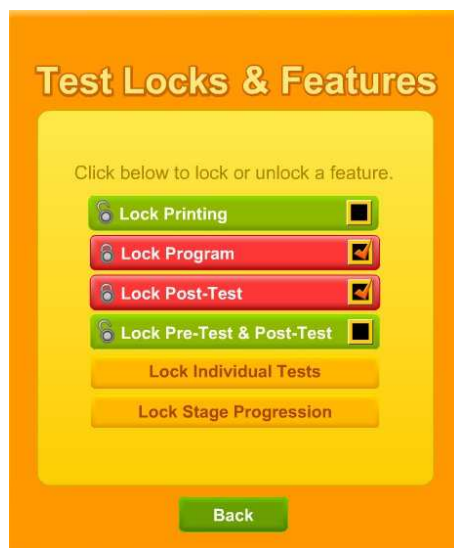 Test Locks & Features
Click below to lock or unlock a feature.
Lock Printing
Lock Program
Lock Post-Test
Lock Pre-Test & Post-Test
Lock Individual Tests
Lock Stage Progression
Back